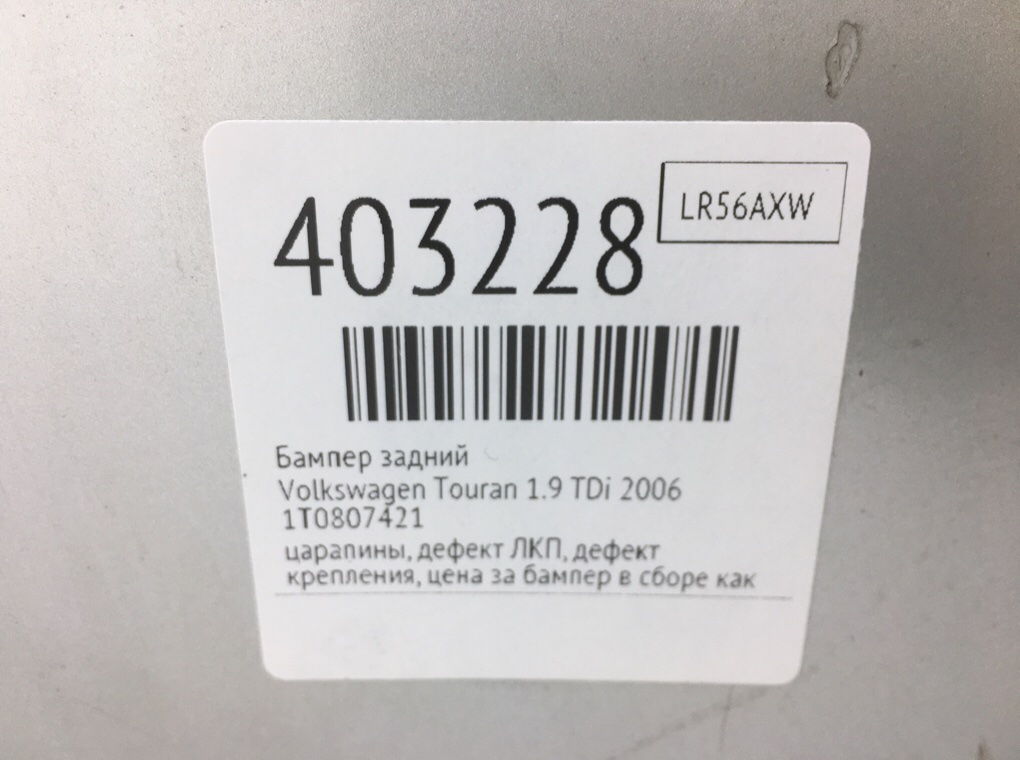 403228
LR56AXW
Бампер задний
Volkswagen Touran 1.9 TDi 2006
1T0807421
царапины, дефект ЛКП, дефект
крепления, цена за бампер в сборе как